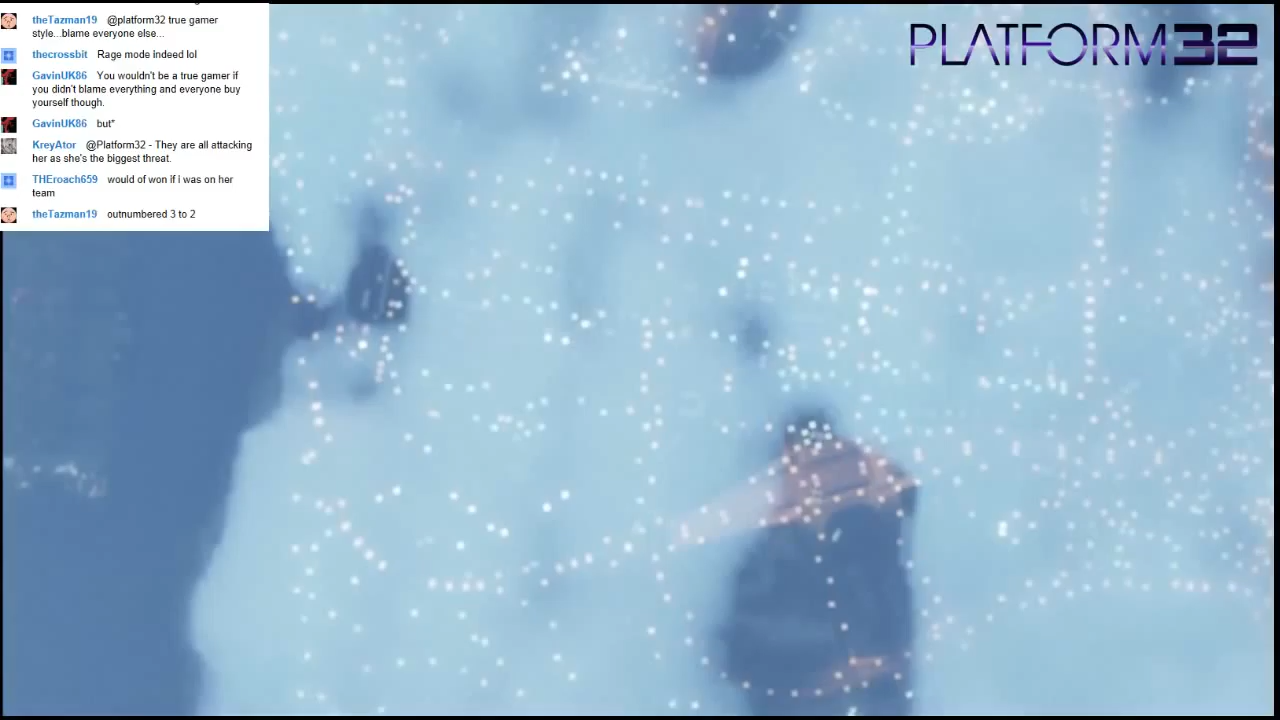 theTazman19 @platform32 true gamer
style...blame everyone else...
thecrossbit Rage mode indeed lol
GavinUK86 You wouldn't be a true gamer if
you didn't blame everything and everyone buy
yourself though.
GavinUK86 but*
KreyAtor @Platform32 - They are all attacking
her as she's the biggest threat.
THEroach659 would of won if i was on her
team
theTazman19 outnumbered 3 to 2
PLATFORM32